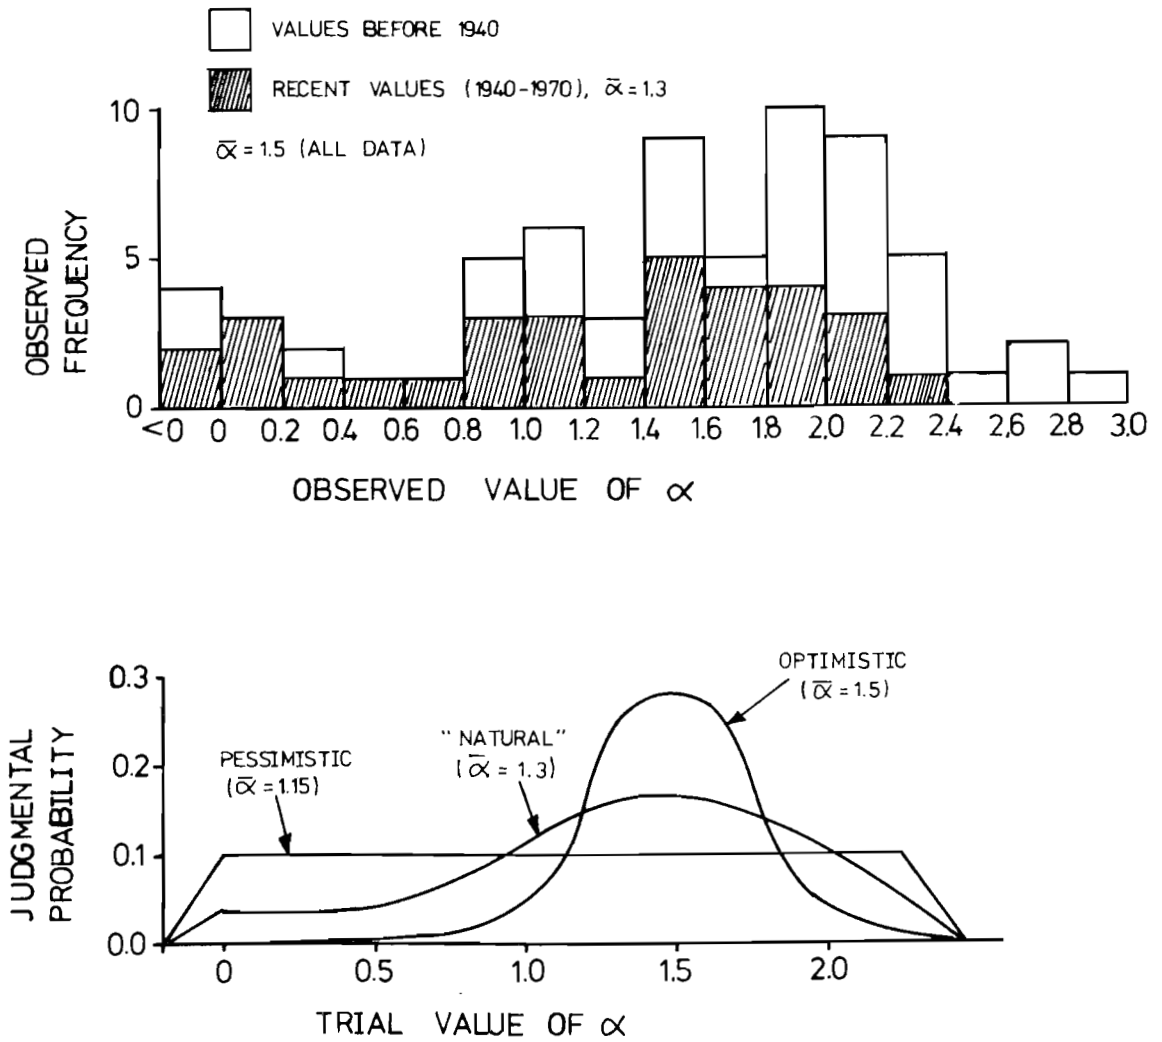 VALUES BEFORE 1940
RECENT VALUES (1940-1970), ᾱ=1.3
ᾱ=1.5 (ALL DATA)
10
5
0
OBSERVED
FREQUENCY
<0 0 0.2 0.4 0.6 0.8 1.0 1.2 1.4 1.6 1.8 2.0 2.2 2.4 2.6 2.8 3.0
OBSERVED VALUE OF α
OPTIMISTIC
(ᾱ=1.5)
"NATURAL"
(ᾱ=1.3)
PESSIMISTIC
(ᾱ=1.15)
0.3
0.2
0.1
0.0
JUDGMENTAL
PROBABILITY
0 0.5 1.0 1.5 2.0
TRIAL VALUE OF α